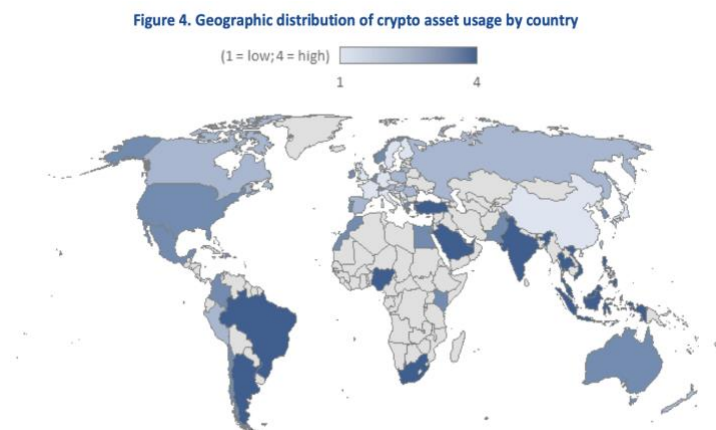 Figure 4. Geographic distribution of crypto asset usage by country
(1 = low; 4 = high)
1 4